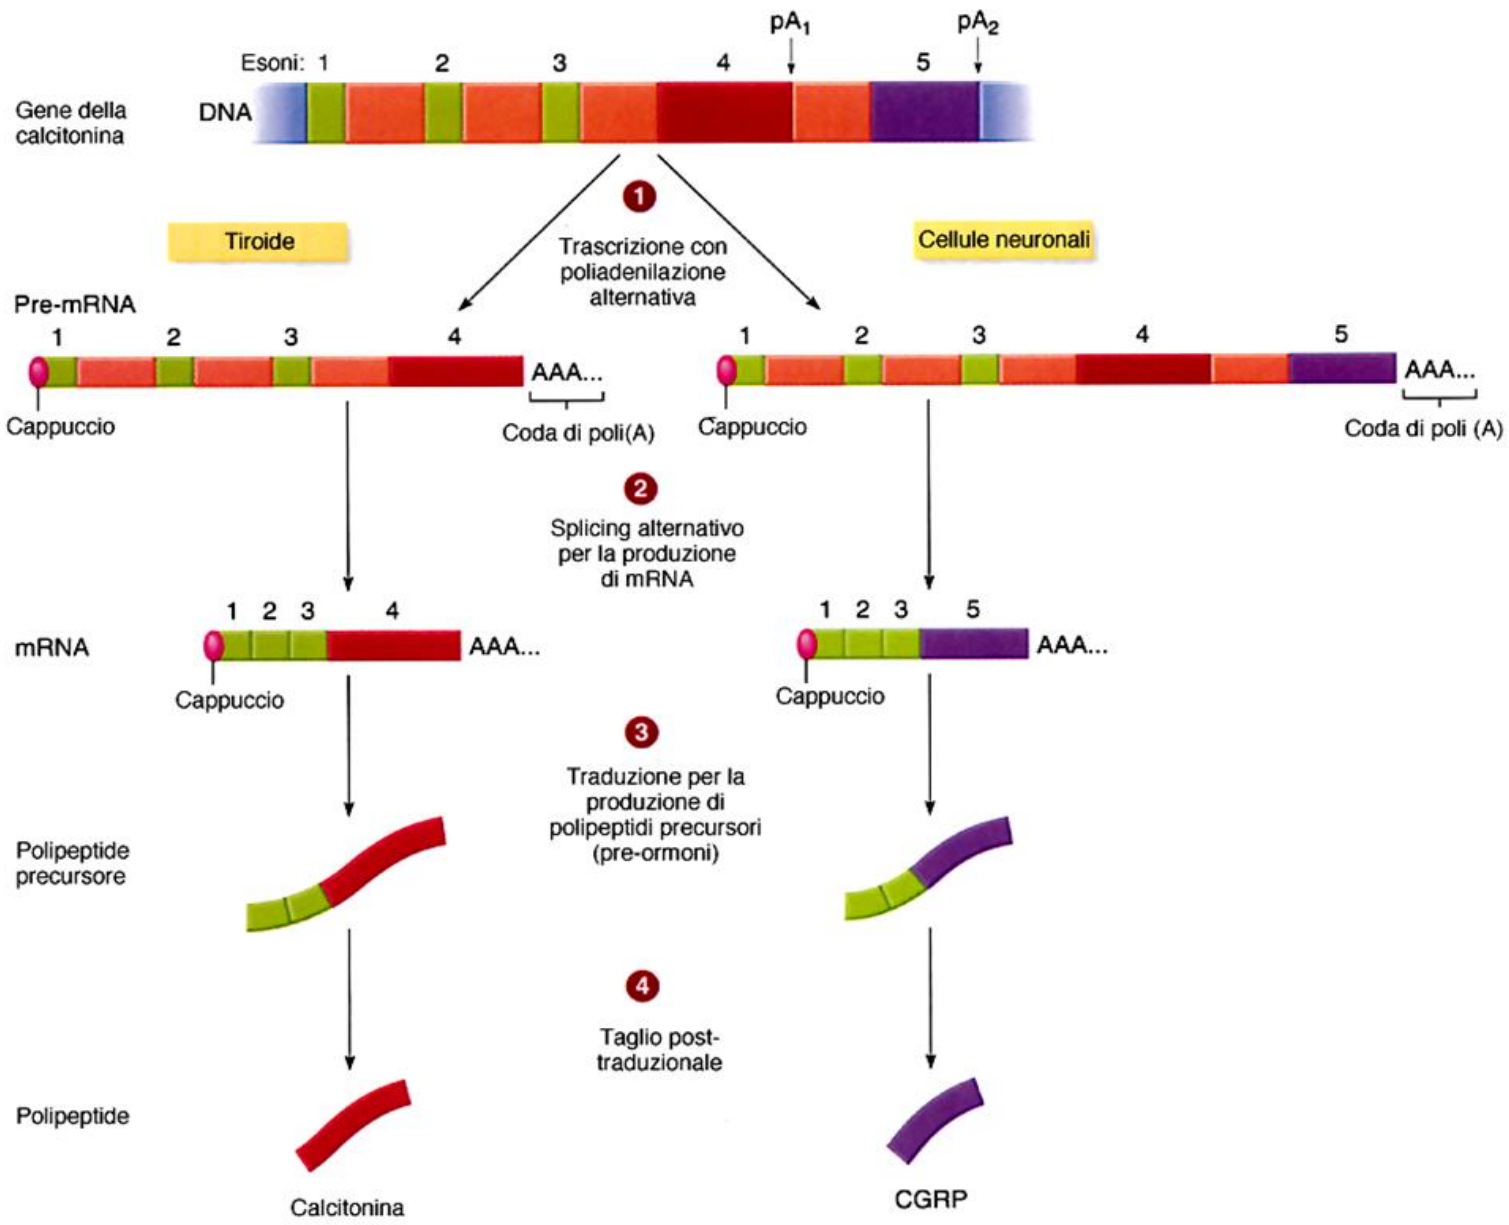 pA1
pA2
Esoni: 1 2 3 4 5
Gene della
calcitonina
DNA
1
Tiroide
Trascrizione con
poliadenilazione
alternativa
Cellule neuronali
Pre-mRNA
1 2 3 4
AAA...
Cappuccio
Coda di poli(A)
1 2 3 4 5
AAA...
Cappuccio
Coda di poli (A)
2
Splicing alternativo
per la produzione
di mRNA
mRNA
1 2 3 4
AAA...
Cappuccio
1 2 3 5
AAA...
Cappuccio
3
Traduzione per la
produzione di
polipeptidi precursori
(pre-ormoni)
Polipeptide
precursore
4
Taglio post-
traduzionale
Polipeptide
Calcitonina
CGRP